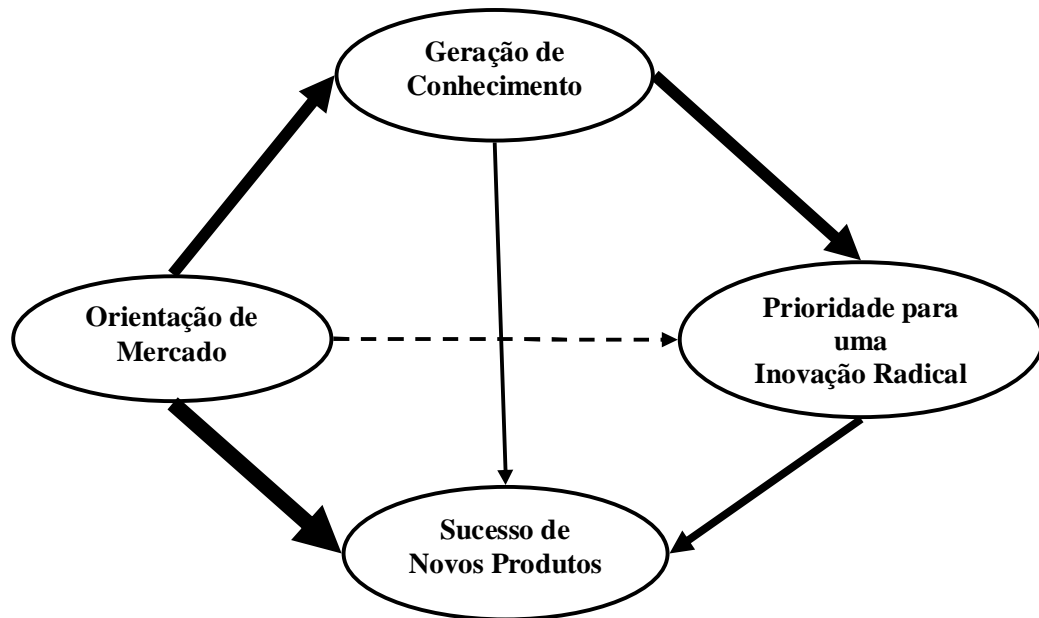 Geração de
Conhecimento
Orientação de
Mercado
Prioridade para
uma
Inovação Radical
Sucesso de
Novos Produtos